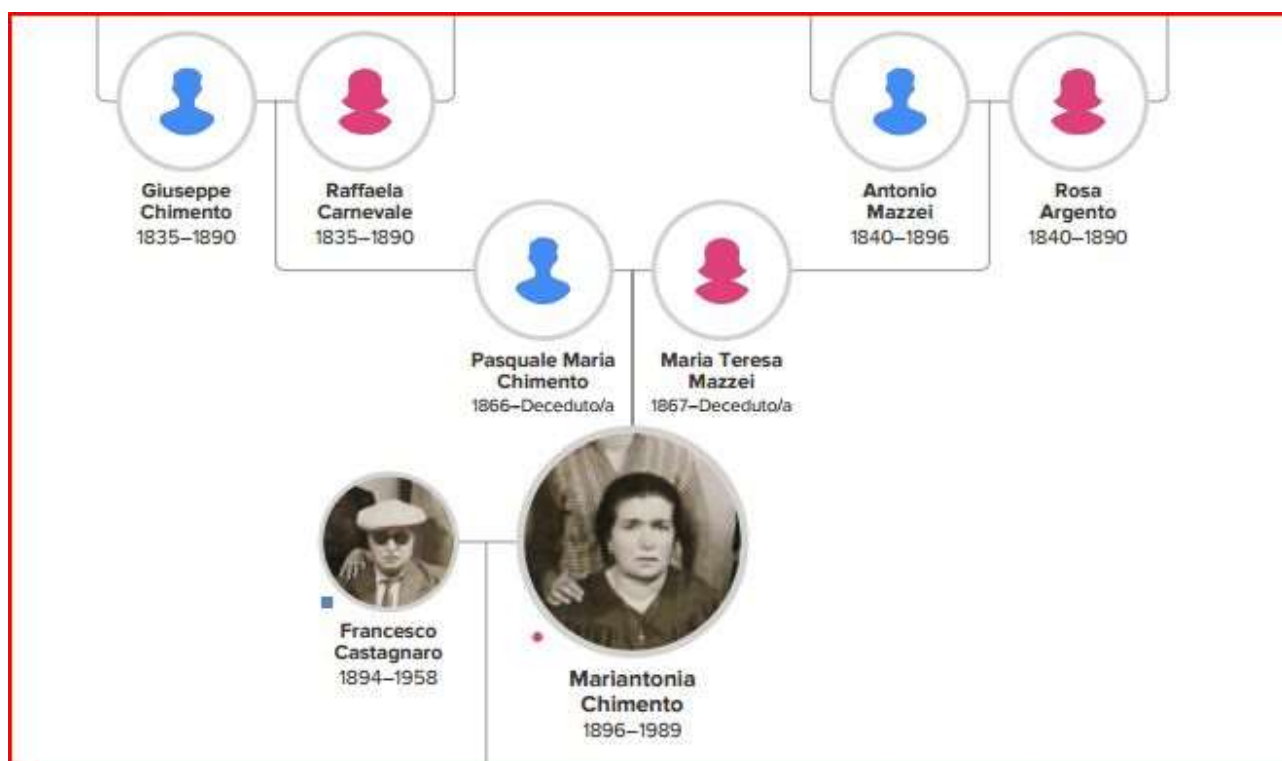 Giuseppe
Chimento
1835–1890
Raffaela
Carnevale
1835–1890
Antonio
Mazzei
1840–1896
Rosa
Argento
1840–1890
Pasquale Maria
Chimento
1866–Deceduto/a
Maria Teresa
Mazzei
1867–Deceduto/a
Francesco
Castagnaro
1894–1958
Mariantonia
Chimento
1896–1989